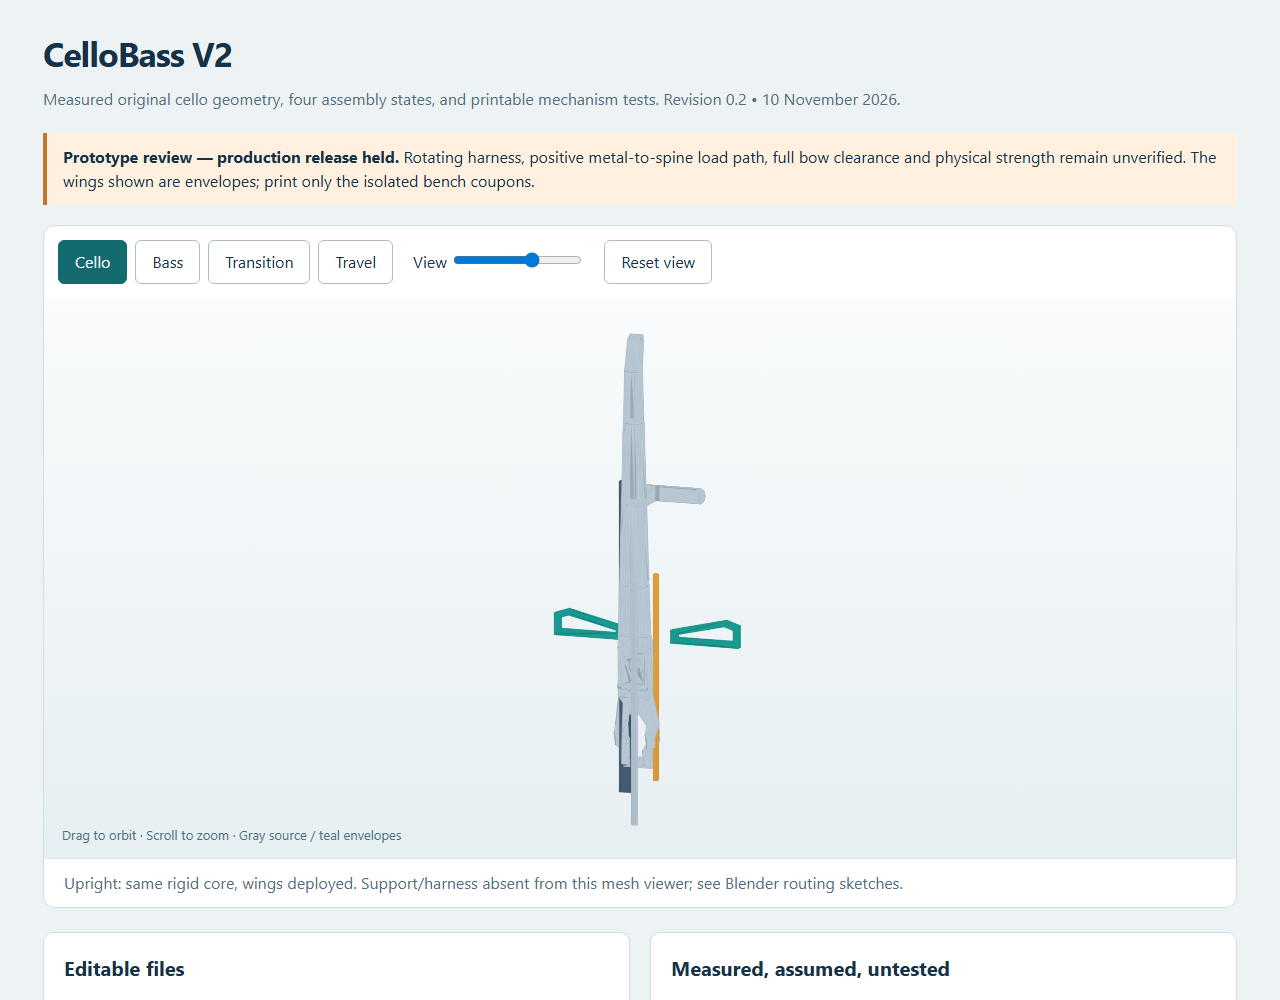 CelloBass V2
Measured original cello geometry, four assembly states, and printable mechanism tests. Revision 0.2 • 10 November 2026.
Prototype review — production release held. Rotating harness, positive metal-to-spine load path, full bow clearance and physical strength remain unverified. The
wings shown are envelopes; print only the isolated bench coupons.
Cello Bass Transition Travel View Reset view
Drag to orbit · Scroll to zoom · Gray source / teal envelopes
Upright: same rigid core, wings deployed. Support/harness absent from this mesh viewer; see Blender routing sketches.
Editable files
Measured, assumed, untested